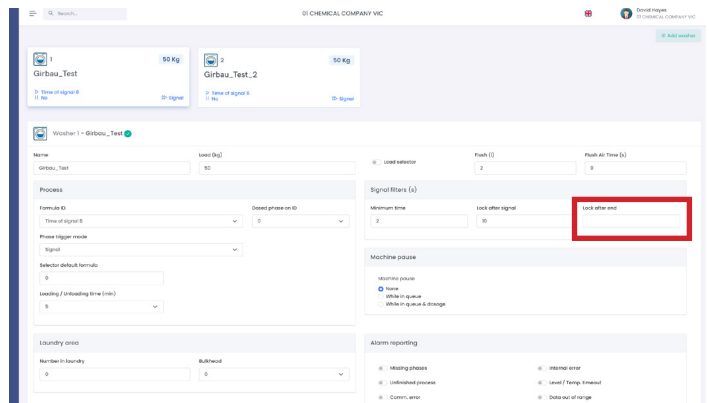 Search...
01 CHEMICAL COMPANY VIC
David Hayes
01 CHEMICAL COMPANY VIC
Add washer
1
50 Kg
Girbau_Test
Time of signal 8
No
Signal
2
50 Kg
Girbau_Test_2
Time of signal 8
No
Signal
Washer 1 - Girbau_Test
Name
Load (kg)
Load selector
Flush (l)
Flush Air Time (s)
Girbau_Test
50
2
0
Process
Signal filters (s)
Formula ID
Dosed phase on ID
Minimum time
Lock after signal
Lock after end
Time of signal 8
0
3
10
Phase trigger mode
Signal
Machine pause
Selector default formula
Machine pause
0
None
While in queue
While in queue & dosage
Loading / Unloading time (min)
5
Laundry area
Alarm reporting
Number in laundry
Bulkhead
0
0
Missing phases
Internal error
Unfinished process
Level / Temp. timeout
Comm. error
Data out of range